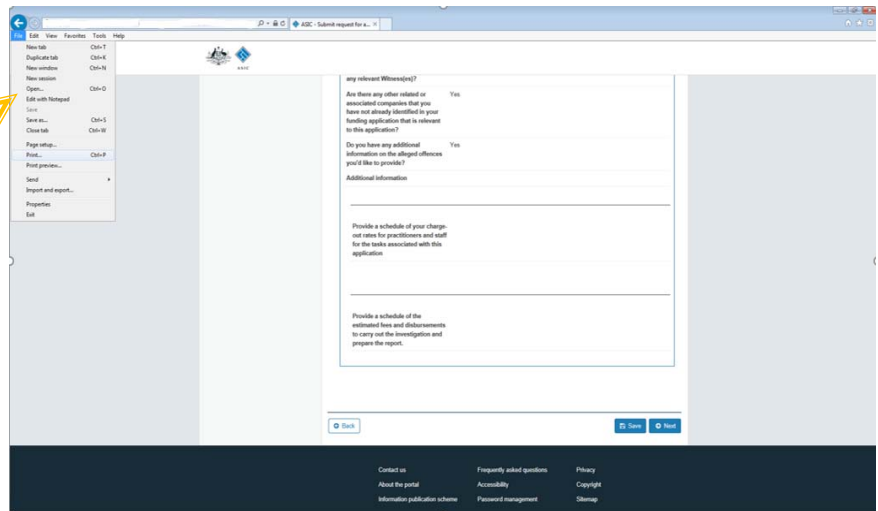 ASIC - Submit request for a...
File Edit View Favorites Tools Help
New tab Ctrl+T
Duplicate tab Ctrl+K
New window Ctrl+N
New session
Open... Ctrl+O
Edit with Notepad
Save
Save as... Ctrl+S
Close tab Ctrl+W
Page setup...
Print... Ctrl+P
Print preview...
Send
Import and export...
Properties
Exit
ASIC
any relevant Witness(es)?
Are there any other related or Yes
associated companies that you
have not already identified in your
funding application that is relevant
to this application?
Do you have any additional Yes
information on the alleged offences
you'd like to provide?
Additional information
Provide a schedule of your charge-
out rates for practitioners and staff
for the tasks associated with this
application
Provide a schedule of the
estimated fees and disbursements
to carry out the investigation and
prepare the report.
Back Save Next
Contact us Frequently asked questions Privacy
About the portal Accessibility Copyright
Information publication scheme Password management Sitemap